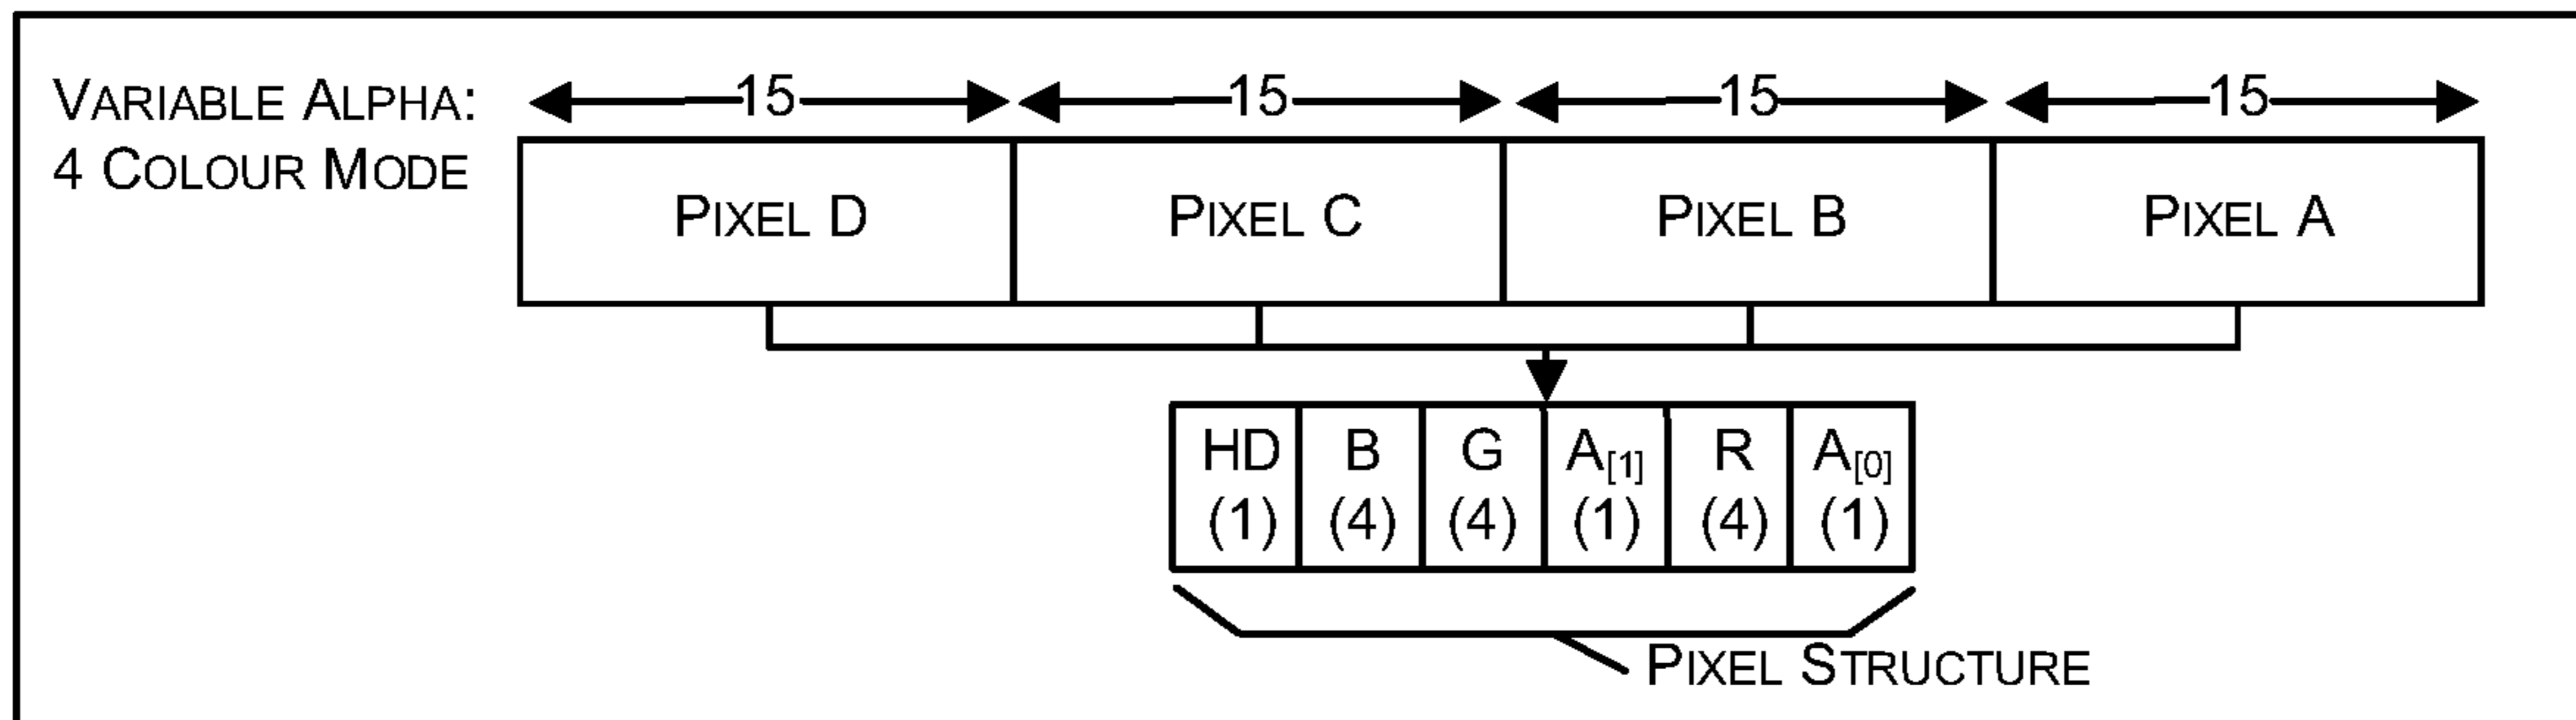 VARIABLE ALPHA:
4 COLOUR MODE
15 15 15 15
PIXEL D PIXEL C PIXEL B PIXEL A
HD B G A[1] R A[0]
(1) (4) (4) (1) (4) (1)
PIXEL STRUCTURE